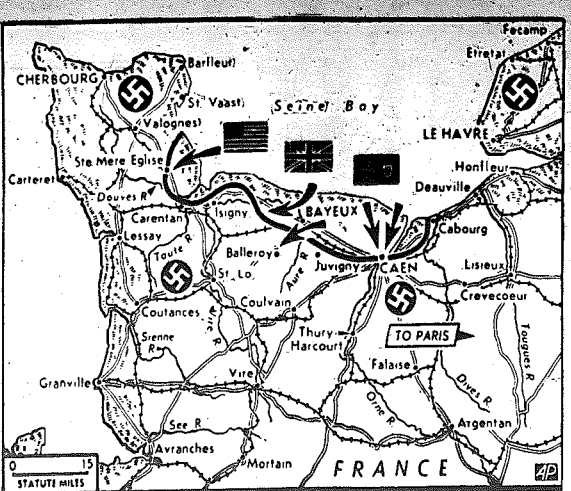 Fecamp
Etretat
CHERBOURG
Barfleur
St. Vaast
Seine Bay
Valognes
LE HAVRE
Ste Mere Eglise
Honfleur
Carteret
Deauville
Douves R
Carentan
Isigny
BAYEUX
Cabourg
Lessay
Taute R
Balleroy
Aure R
Juvigny
CAEN
Lisieux
St. Lo
Crevecoeur
Coutances
Coulvain
Vire R
Sienne R
Thury-
Harcourt
TO PARIS
Touques R
Falaise
Granville
Vire
Orne R
Dives R
See R
Argentan
Avranches
Mortain
FRANCE
0 15
STATUTE MILES
AP